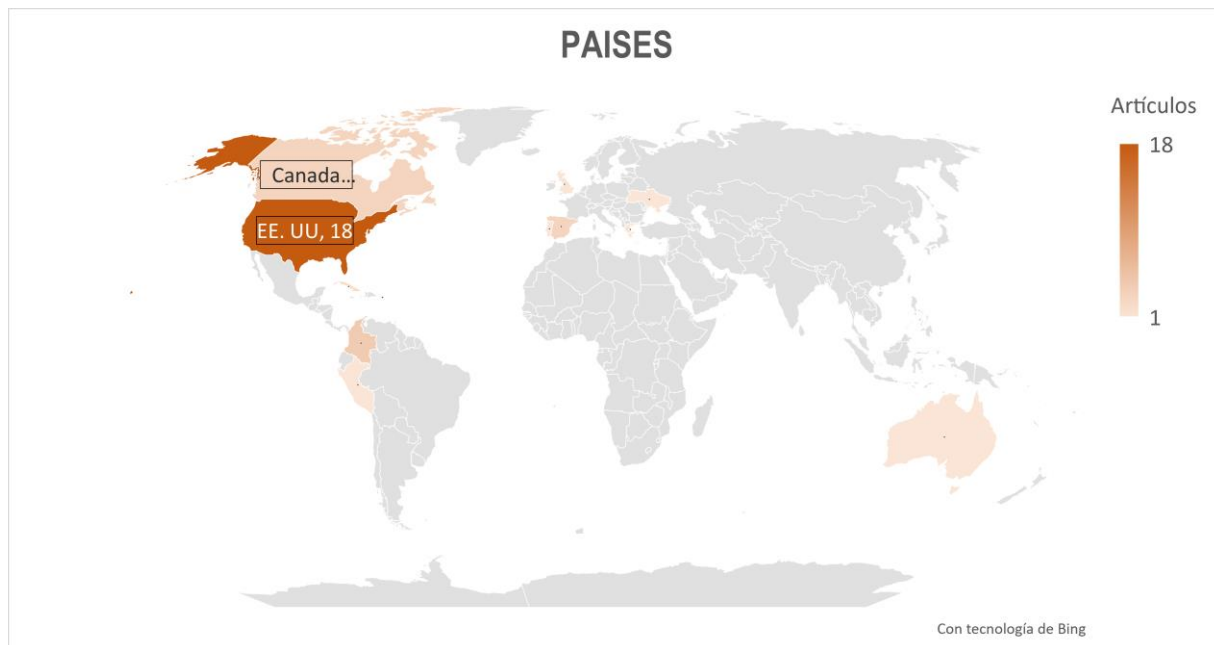 PAISES
Artículos
18
1
Canada...
EE. UU, 18
Con tecnología de Bing